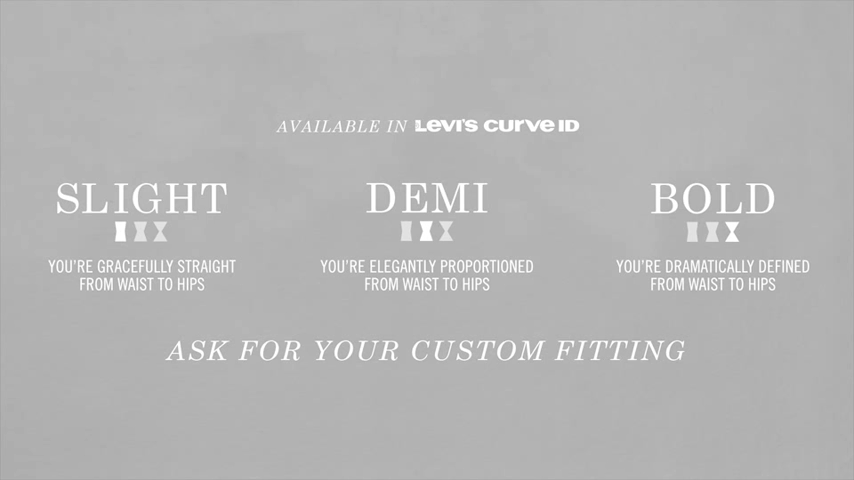 AVAILABLE IN LEVI'S CURVE ID
SLIGHT
YOU'RE GRACEFULLY STRAIGHT
FROM WAIST TO HIPS
DEMI
YOU'RE ELEGANTLY PROPORTIONED
FROM WAIST TO HIPS
BOLD
YOU'RE DRAMATICALLY DEFINED
FROM WAIST TO HIPS
ASK FOR YOUR CUSTOM FITTING